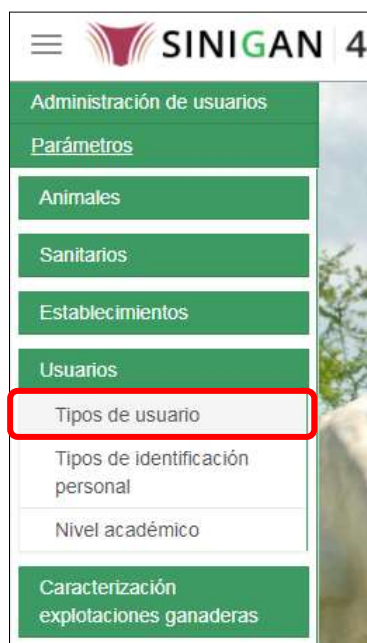 SINIGAN 4
Administración de usuarios
Parámetros
Animales
Sanitarios
Establecimientos
Usuarios
Tipos de usuario
Tipos de identificación
personal
Nivel académico
Caracterización
explotaciones ganaderas